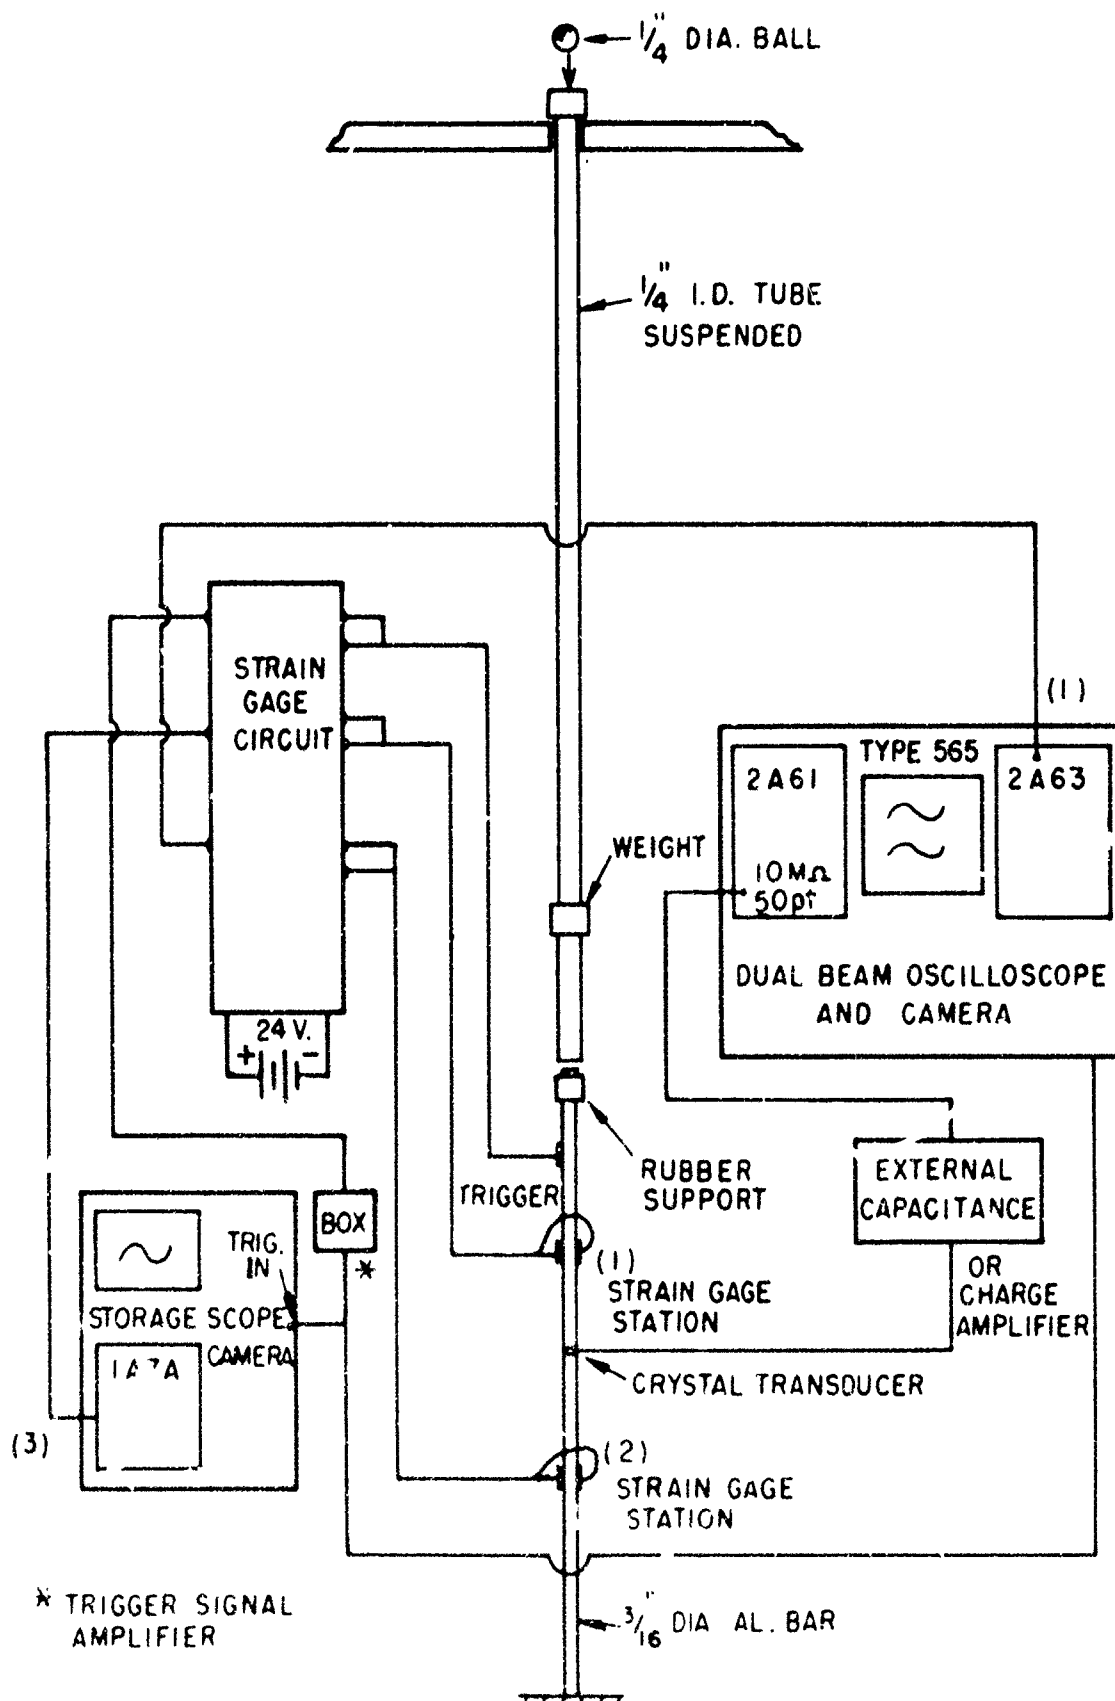 1/4" DIA. BALL
1/4" I.D. TUBE
SUSPENDED
STRAIN
GAGE
CIRCUIT
24 V.
+ -
(1)
TYPE 565
2A61
2A63
10MΩ
50pf
DUAL BEAM OSCILLOSCOPE
AND CAMERA
WEIGHT
RUBBER
SUPPORT
TRIGGER
EXTERNAL
CAPACITANCE
OR
CHARGE
AMPLIFIER
BOX
*
TRIG.
IN
STORAGE SCOPE
CAMERA
(3)
(1)
STRAIN GAGE
STATION
CRYSTAL TRANSDUCER
(2)
STRAIN GAGE
STATION
* TRIGGER SIGNAL
AMPLIFIER
3/16" DIA AL. BAR